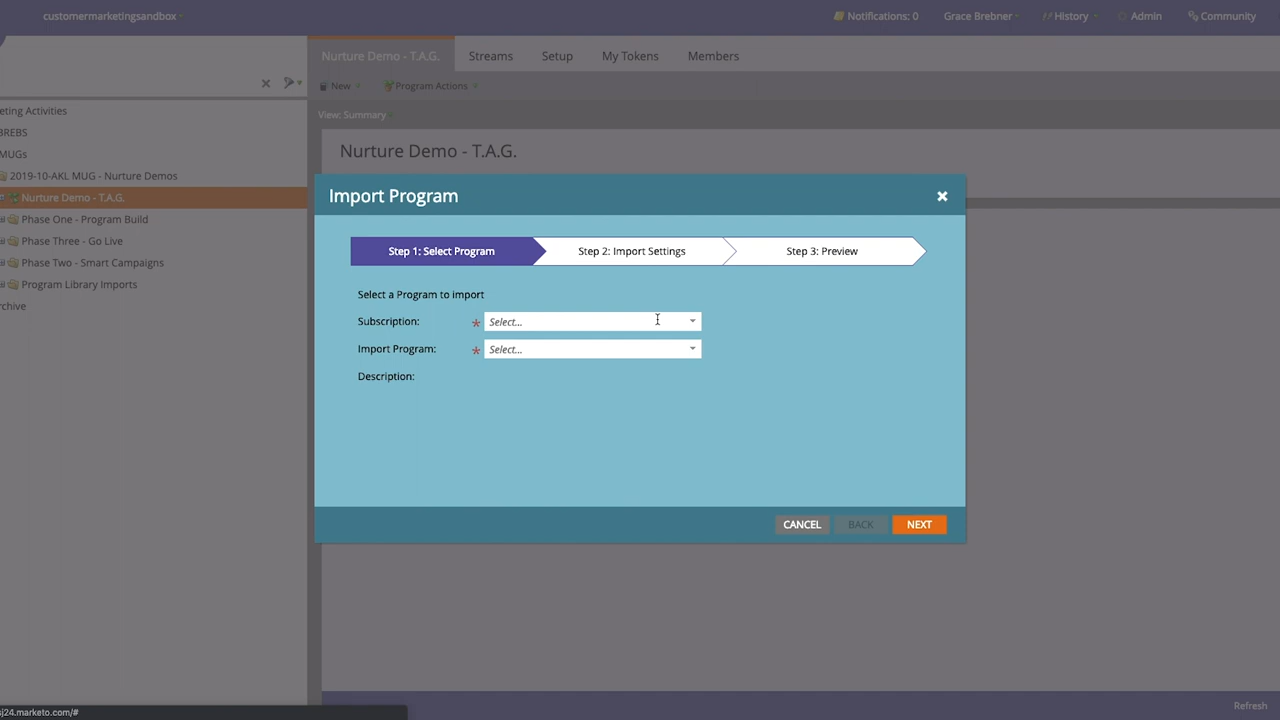 customermarketingsandbox
Notifications: 0
Grace Brebner
History
Admin
Community
Nurture Demo - T.A.G.
Streams
Setup
My Tokens
Members
New
Program Actions
View: Summary
eting Activities
BREBS
MUGs
2019-10-AKL MUG - Nurture Demos
Nurture Demo - T.A.G.
Phase One - Program Build
Phase Three - Go Live
Phase Two - Smart Campaigns
Program Library Imports
rchive
Nurture Demo - T.A.G.
Import Program
Step 1: Select Program
Step 2: Import Settings
Step 3: Preview
Select a Program to import
Subscription: * Select...
Import Program: * Select...
Description:
CANCEL
BACK
NEXT
Refresh
sj24.marketo.com/#